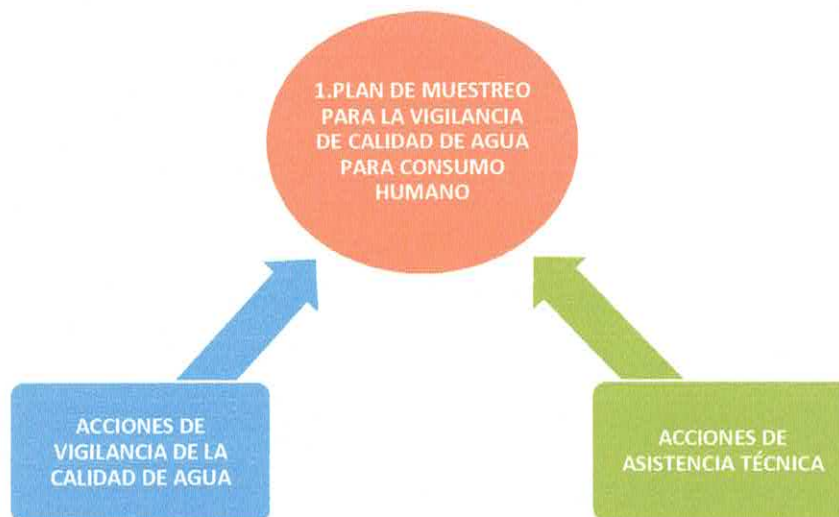 1.PLAN DE MUESTREO
PARA LA VIGILANCIA
DE CALIDAD DE AGUA
PARA CONSUMO
HUMANO
ACCIONES DE
VIGILANCIA DE LA
CALIDAD DE AGUA
ACCIONES DE
ASISTENCIA TÉCNICA